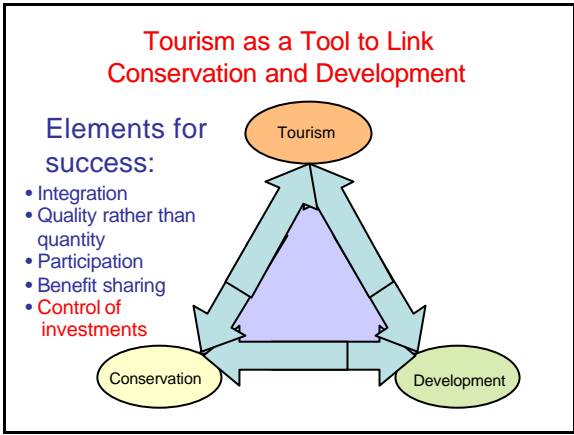 Tourism as a Tool to Link
Conservation and Development
Elements for
success:
• Integration
• Quality rather than
quantity
• Participation
• Benefit sharing
• Control of
investments
Tourism
Conservation
Development